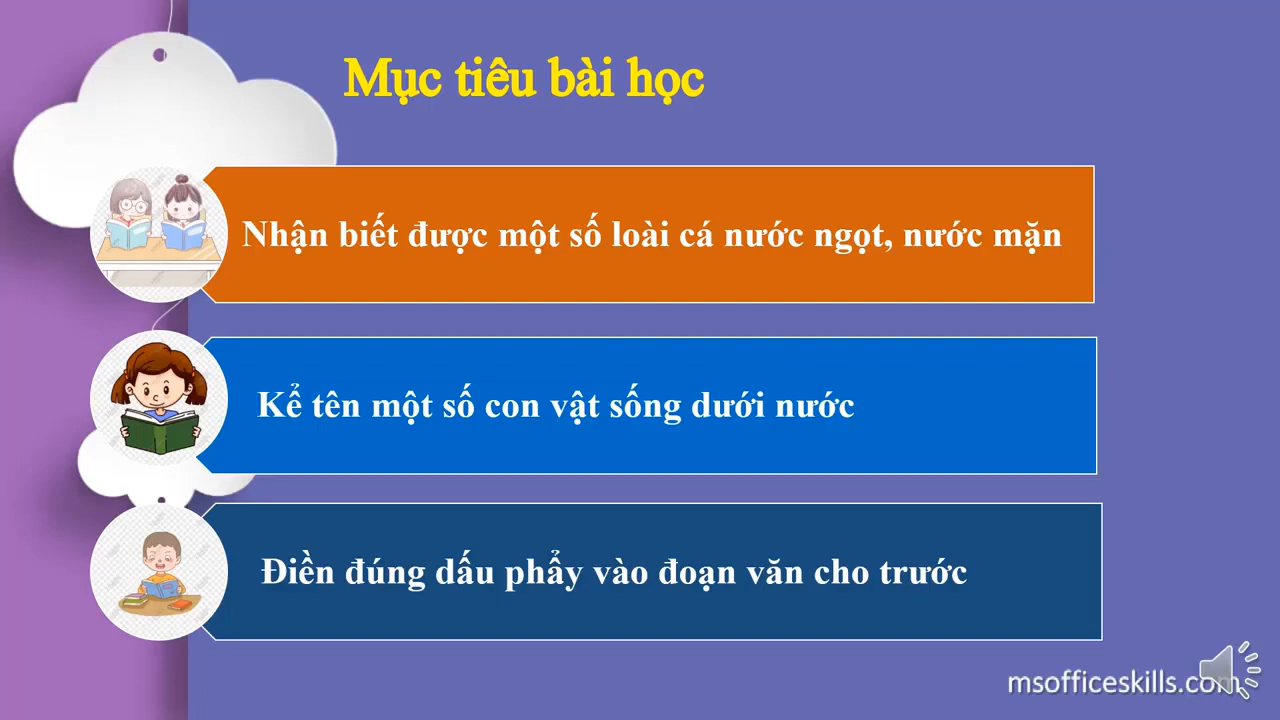 Mục tiêu bài học
Nhận biết được một số loài cá nước ngọt, nước mặn
Kể tên một số con vật sống dưới nước
Điền đúng dấu phẩy vào đoạn văn cho trước
msofficeskills.com